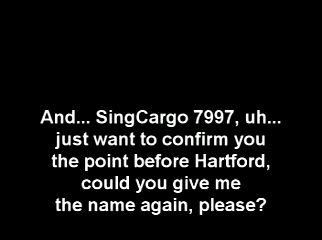 And... SingCargo 7997, uh...
just want to confirm you
the point before Hartford,
could you give me
the name again, please?